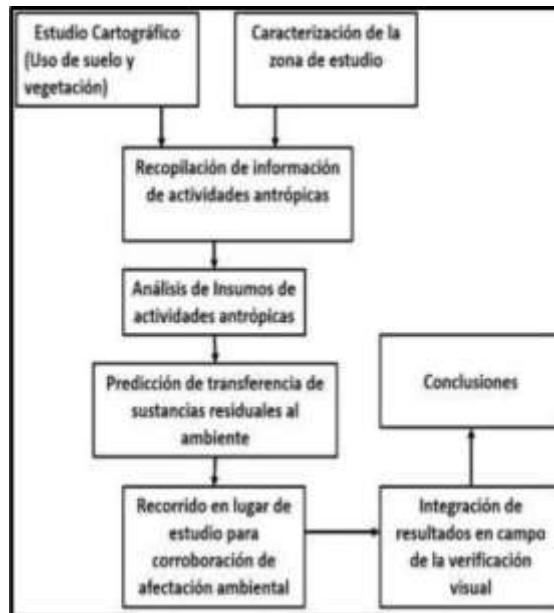 Estudio Cartográfico
(Uso de suelo y
vegetación)
Caracterización de la
zona de estudio
Recopilación de información
de actividades antrópicas
Análisis de Insumos de
actividades antrópicas
Predicción de transferencia de
sustancias residuales al
ambiente
Recorrido en lugar de
estudio para
corroboración de
afectación ambiental
Integración de
resultados en campo
de la verificación
visual
Conclusiones